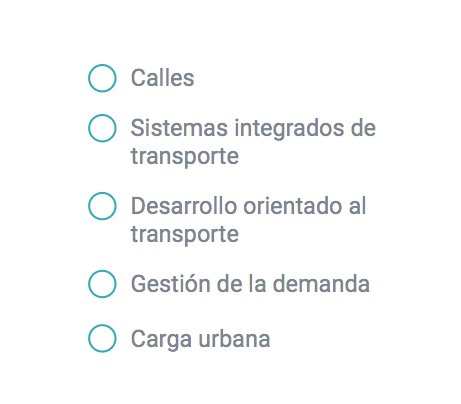 Calles
Sistemas integrados de
transporte
Desarrollo orientado al
transporte
Gestión de la demanda
Carga urbana